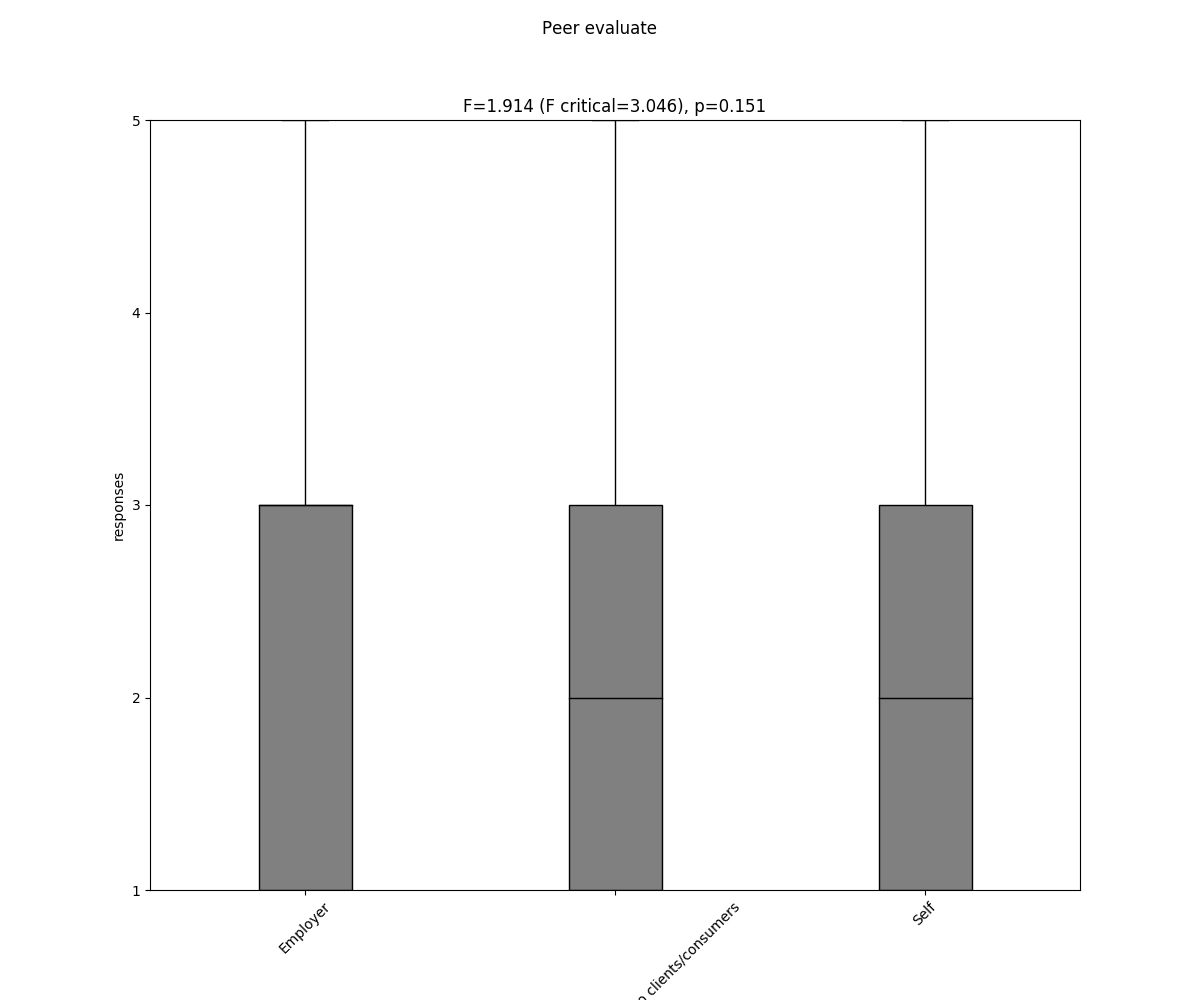 Peer evaluate
F=1.914 (F critical=3.046), p=0.151
5
4
3
2
1
responses
Employer
clients/consumers
Self